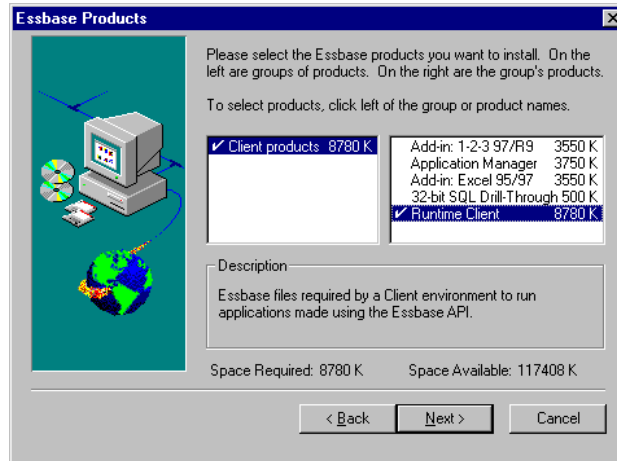 Essbase Products
Please select the Essbase products you want to install. On the
left are groups of products. On the right are the group's products.
To select products, click left of the group or product names.
✓ Client products 8780 K
Add-in: 1-2-3 97/R9 3550 K
Application Manager 3750 K
Add-in: Excel 95/97 3550 K
32-bit SQL Drill-Through 500 K
✓ Runtime Client 8780 K
Description
Essbase files required by a Client environment to run
applications made using the Essbase API.
Space Required: 8780 K Space Available: 117408 K
< Back Next > Cancel